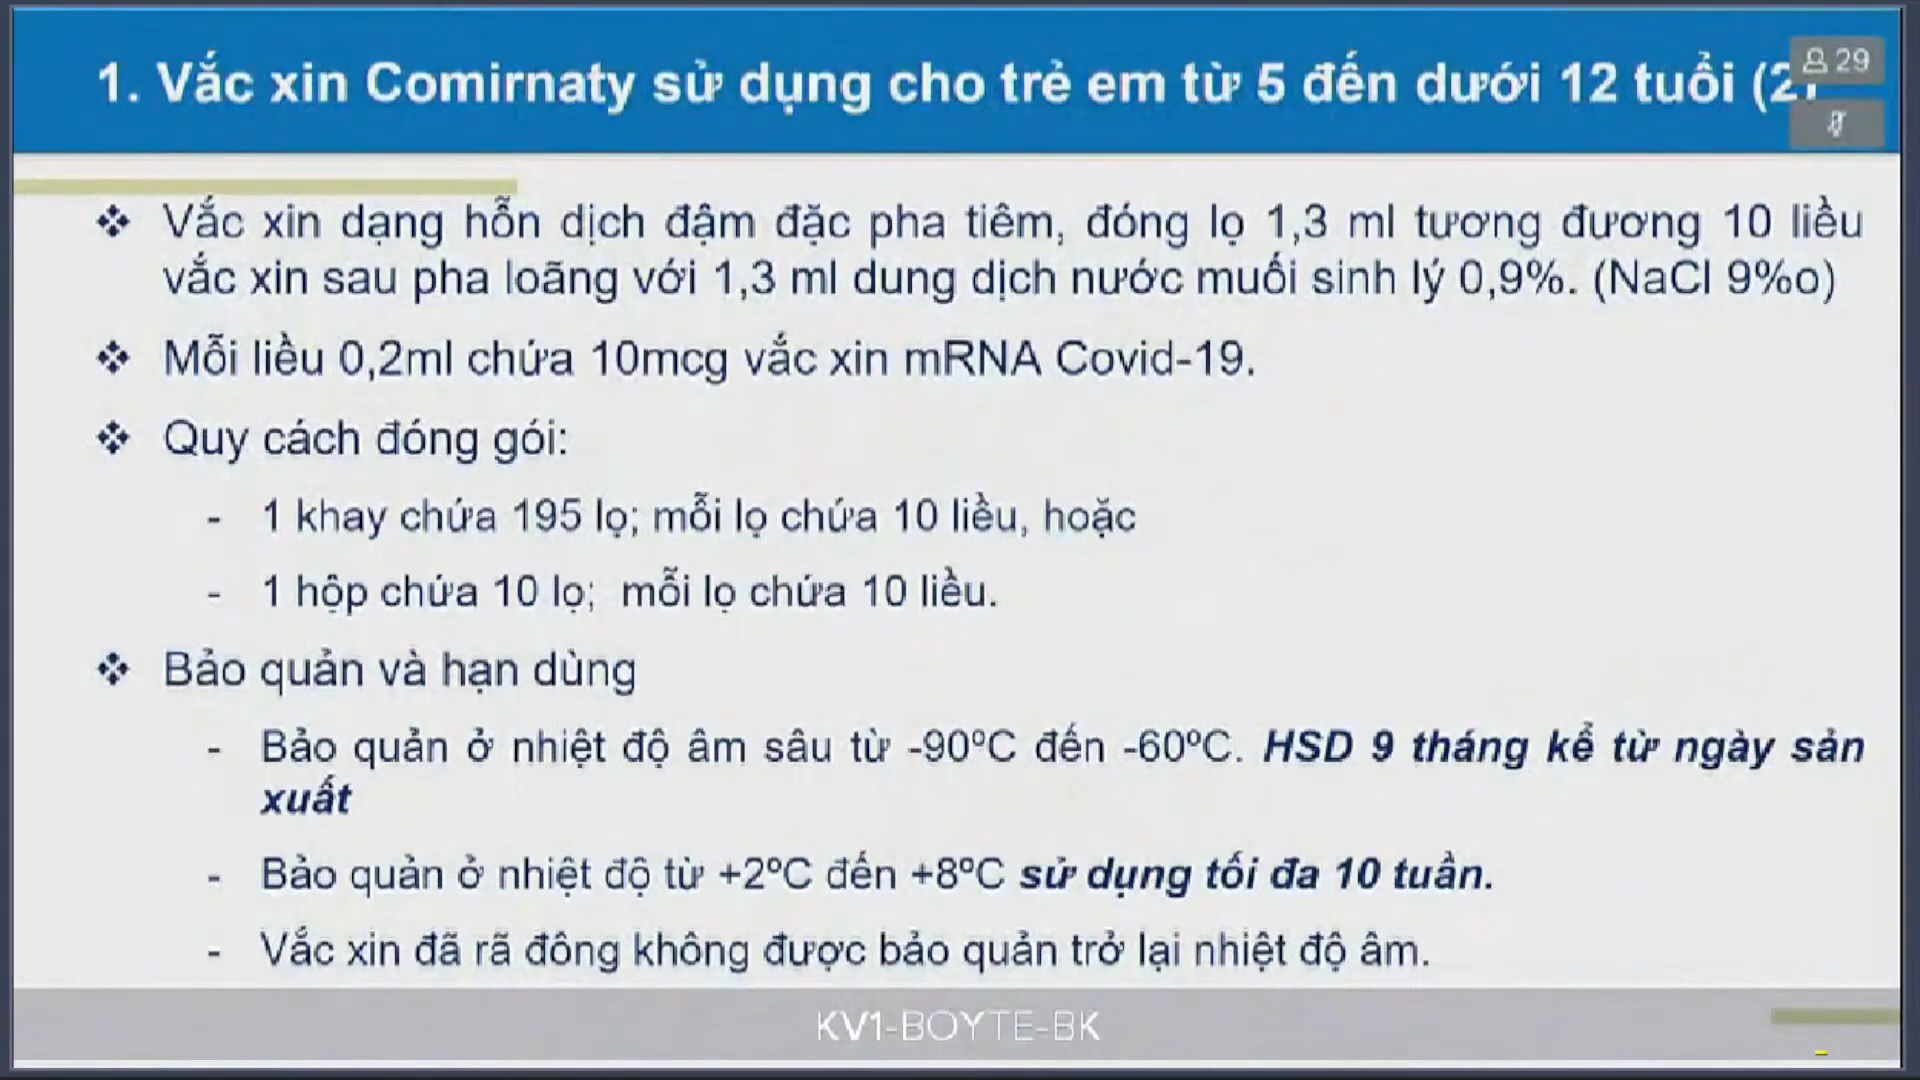 1. Vắc xin Comirnaty sử dụng cho trẻ em từ 5 đến dưới 12 tuổi (2)
29
❖ Vắc xin dạng hỗn dịch đậm đặc pha tiêm, đóng lọ 1,3 ml tương đương 10 liều
vắc xin sau pha loãng với 1,3 ml dung dịch nước muối sinh lý 0,9%. (NaCl 9%o)
❖ Mỗi liều 0,2ml chứa 10mcg vắc xin mRNA Covid-19.
❖ Quy cách đóng gói:
- 1 khay chứa 195 lọ; mỗi lọ chứa 10 liều, hoặc
- 1 hộp chứa 10 lọ; mỗi lọ chứa 10 liều.
❖ Bảo quản và hạn dùng
- Bảo quản ở nhiệt độ âm sâu từ -90ºC đến -60ºC. HSD 9 tháng kể từ ngày sản
xuất
- Bảo quản ở nhiệt độ từ +2ºC đến +8ºC sử dụng tối đa 10 tuần.
- Vắc xin đã rã đông không được bảo quản trở lại nhiệt độ âm.
KV1-BOYTE-BK